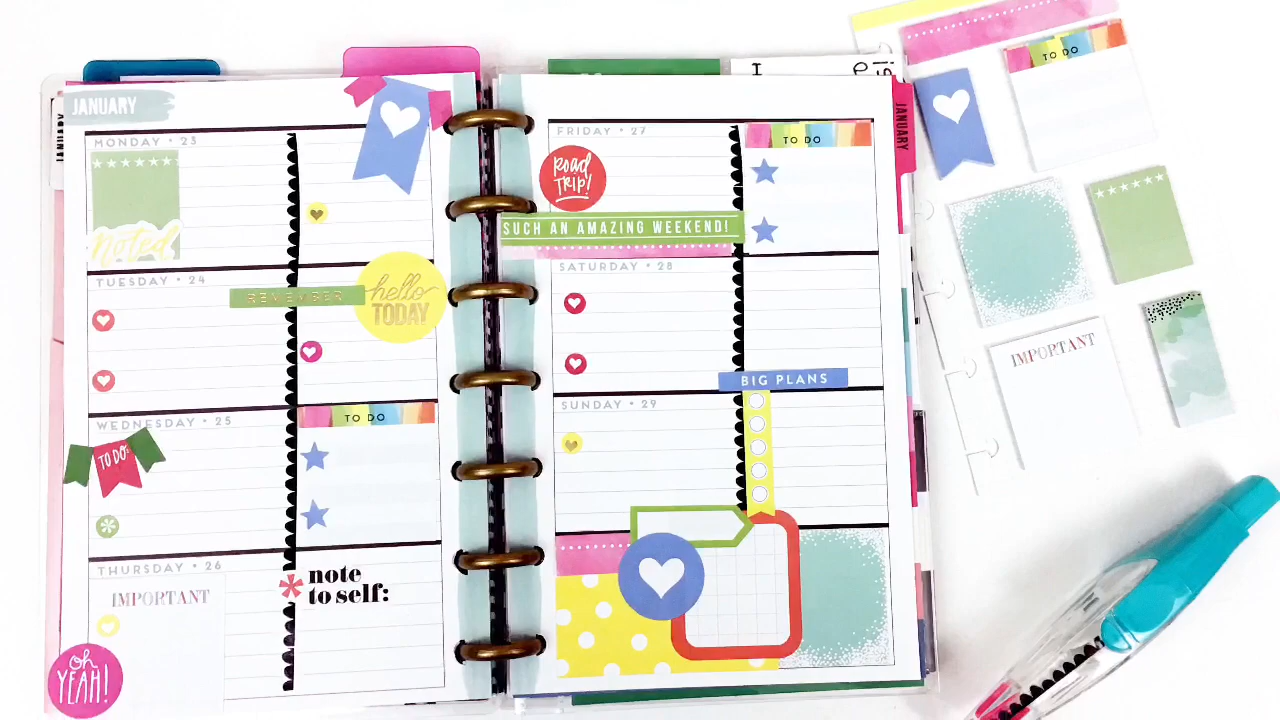 JANUARY
MONDAY • 23
Noted
TUESDAY • 24
REMEMBER
hello
TODAY
WEDNESDAY • 25
TO DO:
TO DO
THURSDAY • 26
IMPORTANT
note
to self:
oh
YEAH!
FRIDAY • 27
ROAD
TRIP!
TO DO
SUCH AN AMAZING WEEKEND!
SATURDAY • 28
BIG PLANS
SUNDAY • 29
JANUARY
JANUARY
TO DO
IMPORTANT